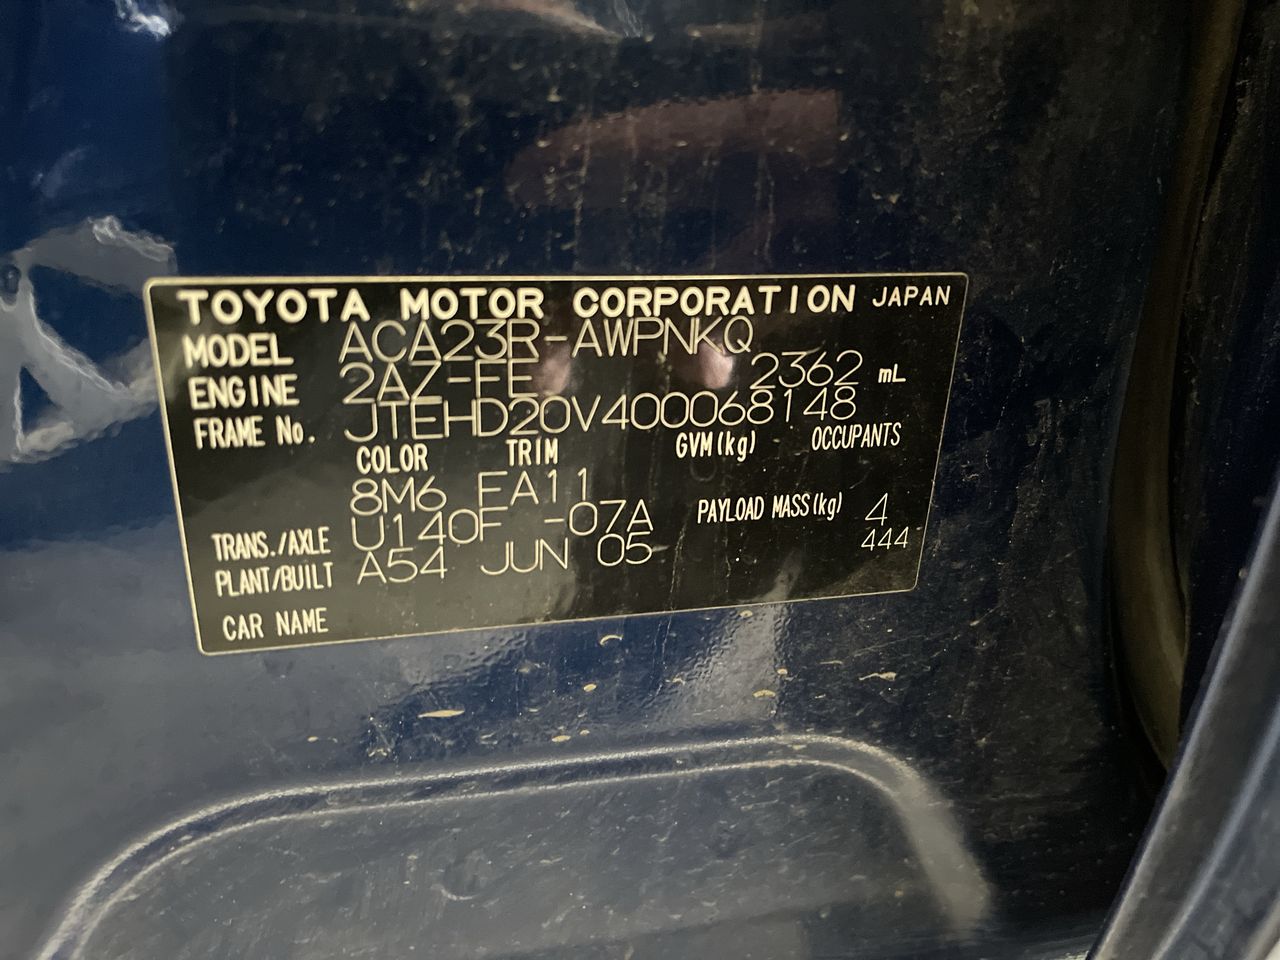 TOYOTA MOTOR CORPORATION JAPAN
MODEL ACA23R-AWPNKQ
ENGINE 2AZ-FE 2362 mL
FRAME No. JTEHD20V400068148
COLOR TRIM GVM(kg) OCCUPANTS
8M6 FA11
TRANS./AXLE U140F -07A PAYLOAD MASS(kg) 4
PLANT/BUILT A54 JUN 05 444
CAR NAME